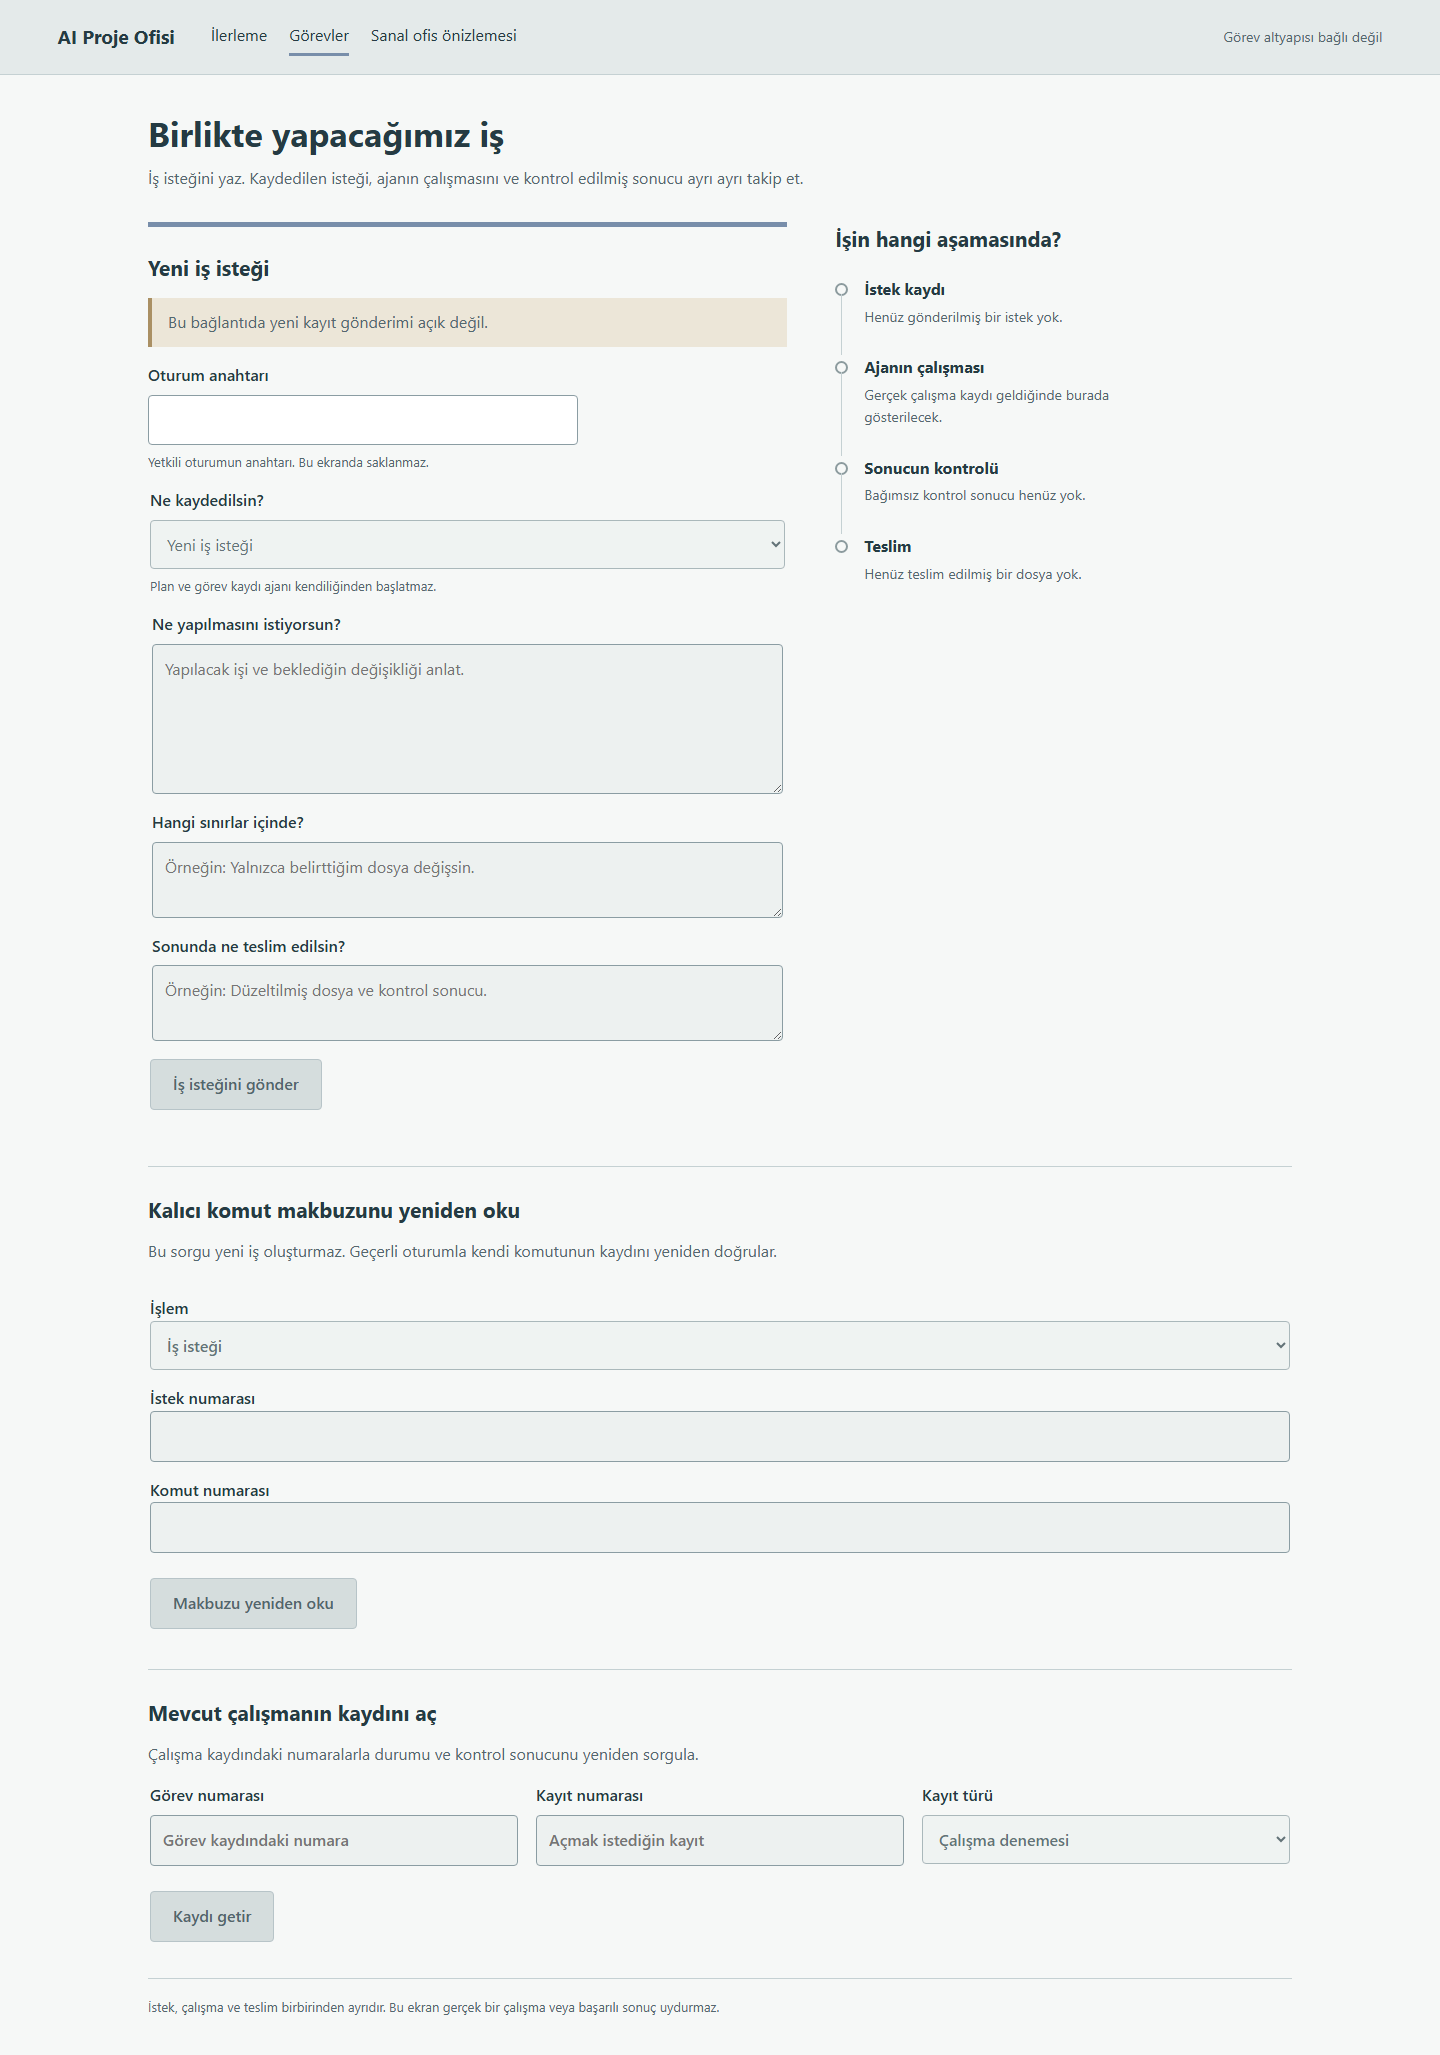 AI Proje Ofisi
İlerleme
Görevler
Sanal ofis önizlemesi
Görev altyapısı bağlı değil
Birlikte yapacağımız iş
İş isteğini yaz. Kaydedilen isteği, ajanın çalışmasını ve kontrol edilmiş sonucu ayrı ayrı takip et.
Yeni iş isteği
Bu bağlantıda yeni kayıt gönderimi açık değil.
Oturum anahtarı
Yetkili oturumun anahtarı. Bu ekranda saklanmaz.
Ne kaydedilsin?
Yeni iş isteği
Plan ve görev kaydı ajanı kendiliğinden başlatmaz.
Ne yapılmasını istiyorsun?
Yapılacak işi ve beklediğin değişikliği anlat.
Hangi sınırlar içinde?
Örneğin: Yalnızca belirttiğim dosya değişsin.
Sonunda ne teslim edilsin?
Örneğin: Düzeltilmiş dosya ve kontrol sonucu.
İş isteğini gönder
İşin hangi aşamasında?
İstek kaydı
Henüz gönderilmiş bir istek yok.
Ajanın çalışması
Gerçek çalışma kaydı geldiğinde burada
gösterilecek.
Sonucun kontrolü
Bağımsız kontrol sonucu henüz yok.
Teslim
Henüz teslim edilmiş bir dosya yok.
Kalıcı komut makbuzunu yeniden oku
Bu sorgu yeni iş oluşturmaz. Geçerli oturumla kendi komutunun kaydını yeniden doğrular.
İşlem
İş isteği
İstek numarası
Komut numarası
Makbuzu yeniden oku
Mevcut çalışmanın kaydını aç
Çalışma kaydındaki numaralarla durumu ve kontrol sonucunu yeniden sorgula.
Görev numarası
Kayıt numarası
Kayıt türü
Görev kaydındaki numara
Açmak istediğin kayıt
Çalışma denemesi
Kaydı getir
İstek, çalışma ve teslim birbirinden ayrıdır. Bu ekran gerçek bir çalışma veya başarılı sonuç uydurmaz.